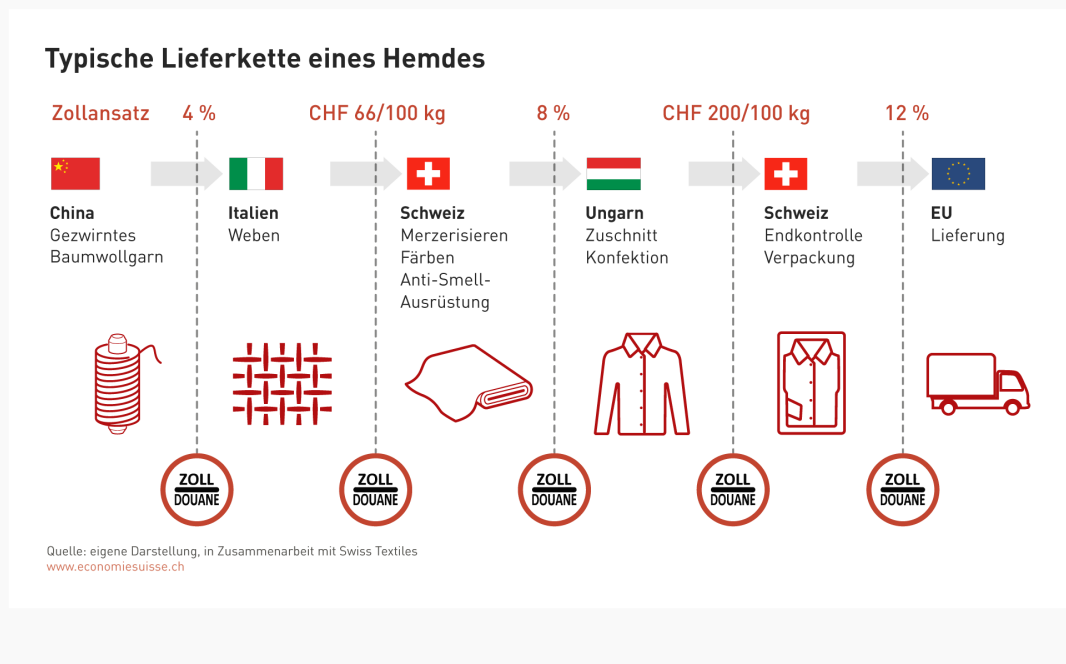 Typische Lieferkette eines Hemdes
Zollansatz 4 % CHF 66/100 kg 8 % CHF 200/100 kg 12 %
China
Gezwirntes
Baumwollgarn
Italien
Weben
Schweiz
Merzerisieren
Färben
Anti-Smell-
Ausrüstung
Ungarn
Zuschnitt
Konfektion
Schweiz
Endkontrolle
Verpackung
EU
Lieferung
ZOLL
DOUANE
ZOLL
DOUANE
ZOLL
DOUANE
ZOLL
DOUANE
ZOLL
DOUANE
Quelle: eigene Darstellung, in Zusammenarbeit mit Swiss Textiles
www.economiesuisse.ch